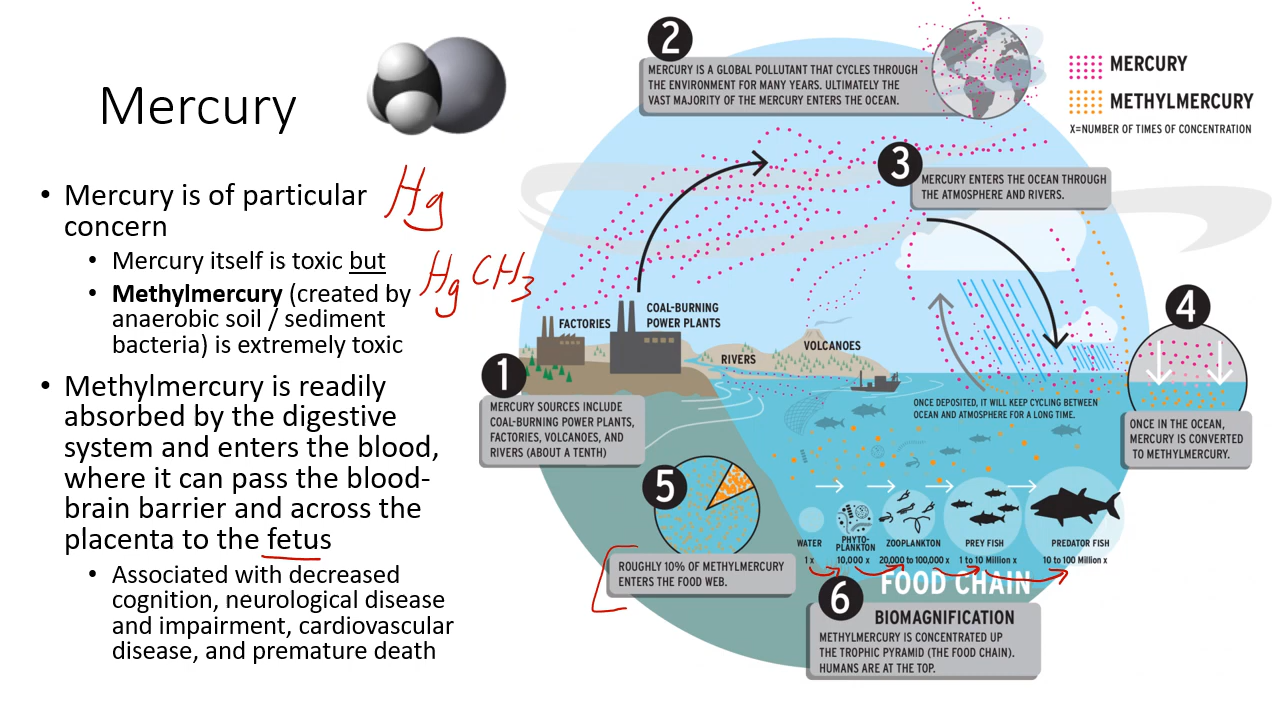 Mercury
• Mercury is of particular
concern
• Mercury itself is toxic but
• Methylmercury (created by
anaerobic soil / sediment
bacteria) is extremely toxic
• Methylmercury is readily
absorbed by the digestive
system and enters the blood,
where it can pass the blood-
brain barrier and across the
placenta to the fetus
• Associated with decreased
cognition, neurological disease
and impairment, cardiovascular
disease, and premature death
Hg
HgCH3
2
MERCURY IS A GLOBAL POLLUTANT THAT CYCLES THROUGH
THE ENVIRONMENT FOR MANY YEARS. ULTIMATELY THE
VAST MAJORITY OF THE MERCURY ENTERS THE OCEAN.
MERCURY
METHYLMERCURY
X=NUMBER OF TIMES OF CONCENTRATION
3
MERCURY ENTERS THE OCEAN THROUGH
THE ATMOSPHERE AND RIVERS.
FACTORIES
COAL-BURNING
POWER PLANTS
RIVERS
VOLCANOES
1
MERCURY SOURCES INCLUDE
COAL-BURNING POWER PLANTS,
FACTORIES, VOLCANOES, AND
RIVERS (ABOUT A TENTH)
ONCE DEPOSITED, IT WILL KEEP CYCLING BETWEEN
OCEAN AND ATMOSPHERE FOR A LONG TIME.
4
ONCE IN THE OCEAN,
MERCURY IS CONVERTED
TO METHYLMERCURY.
5
ROUGHLY 10% OF METHYLMERCURY
ENTERS THE FOOD WEB.
WATER
1 x
PHYTO-
PLANKTON
10,000 x
ZOOPLANKTON
20,000 to 100,000 x
PREY FISH
1 to 10 Million x
PREDATOR FISH
10 to 100 Million x
FOOD CHAIN
6
BIOMAGNIFICATION
METHYLMERCURY IS CONCENTRATED UP
THE TROPHIC PYRAMID (THE FOOD CHAIN).
HUMANS ARE AT THE TOP.